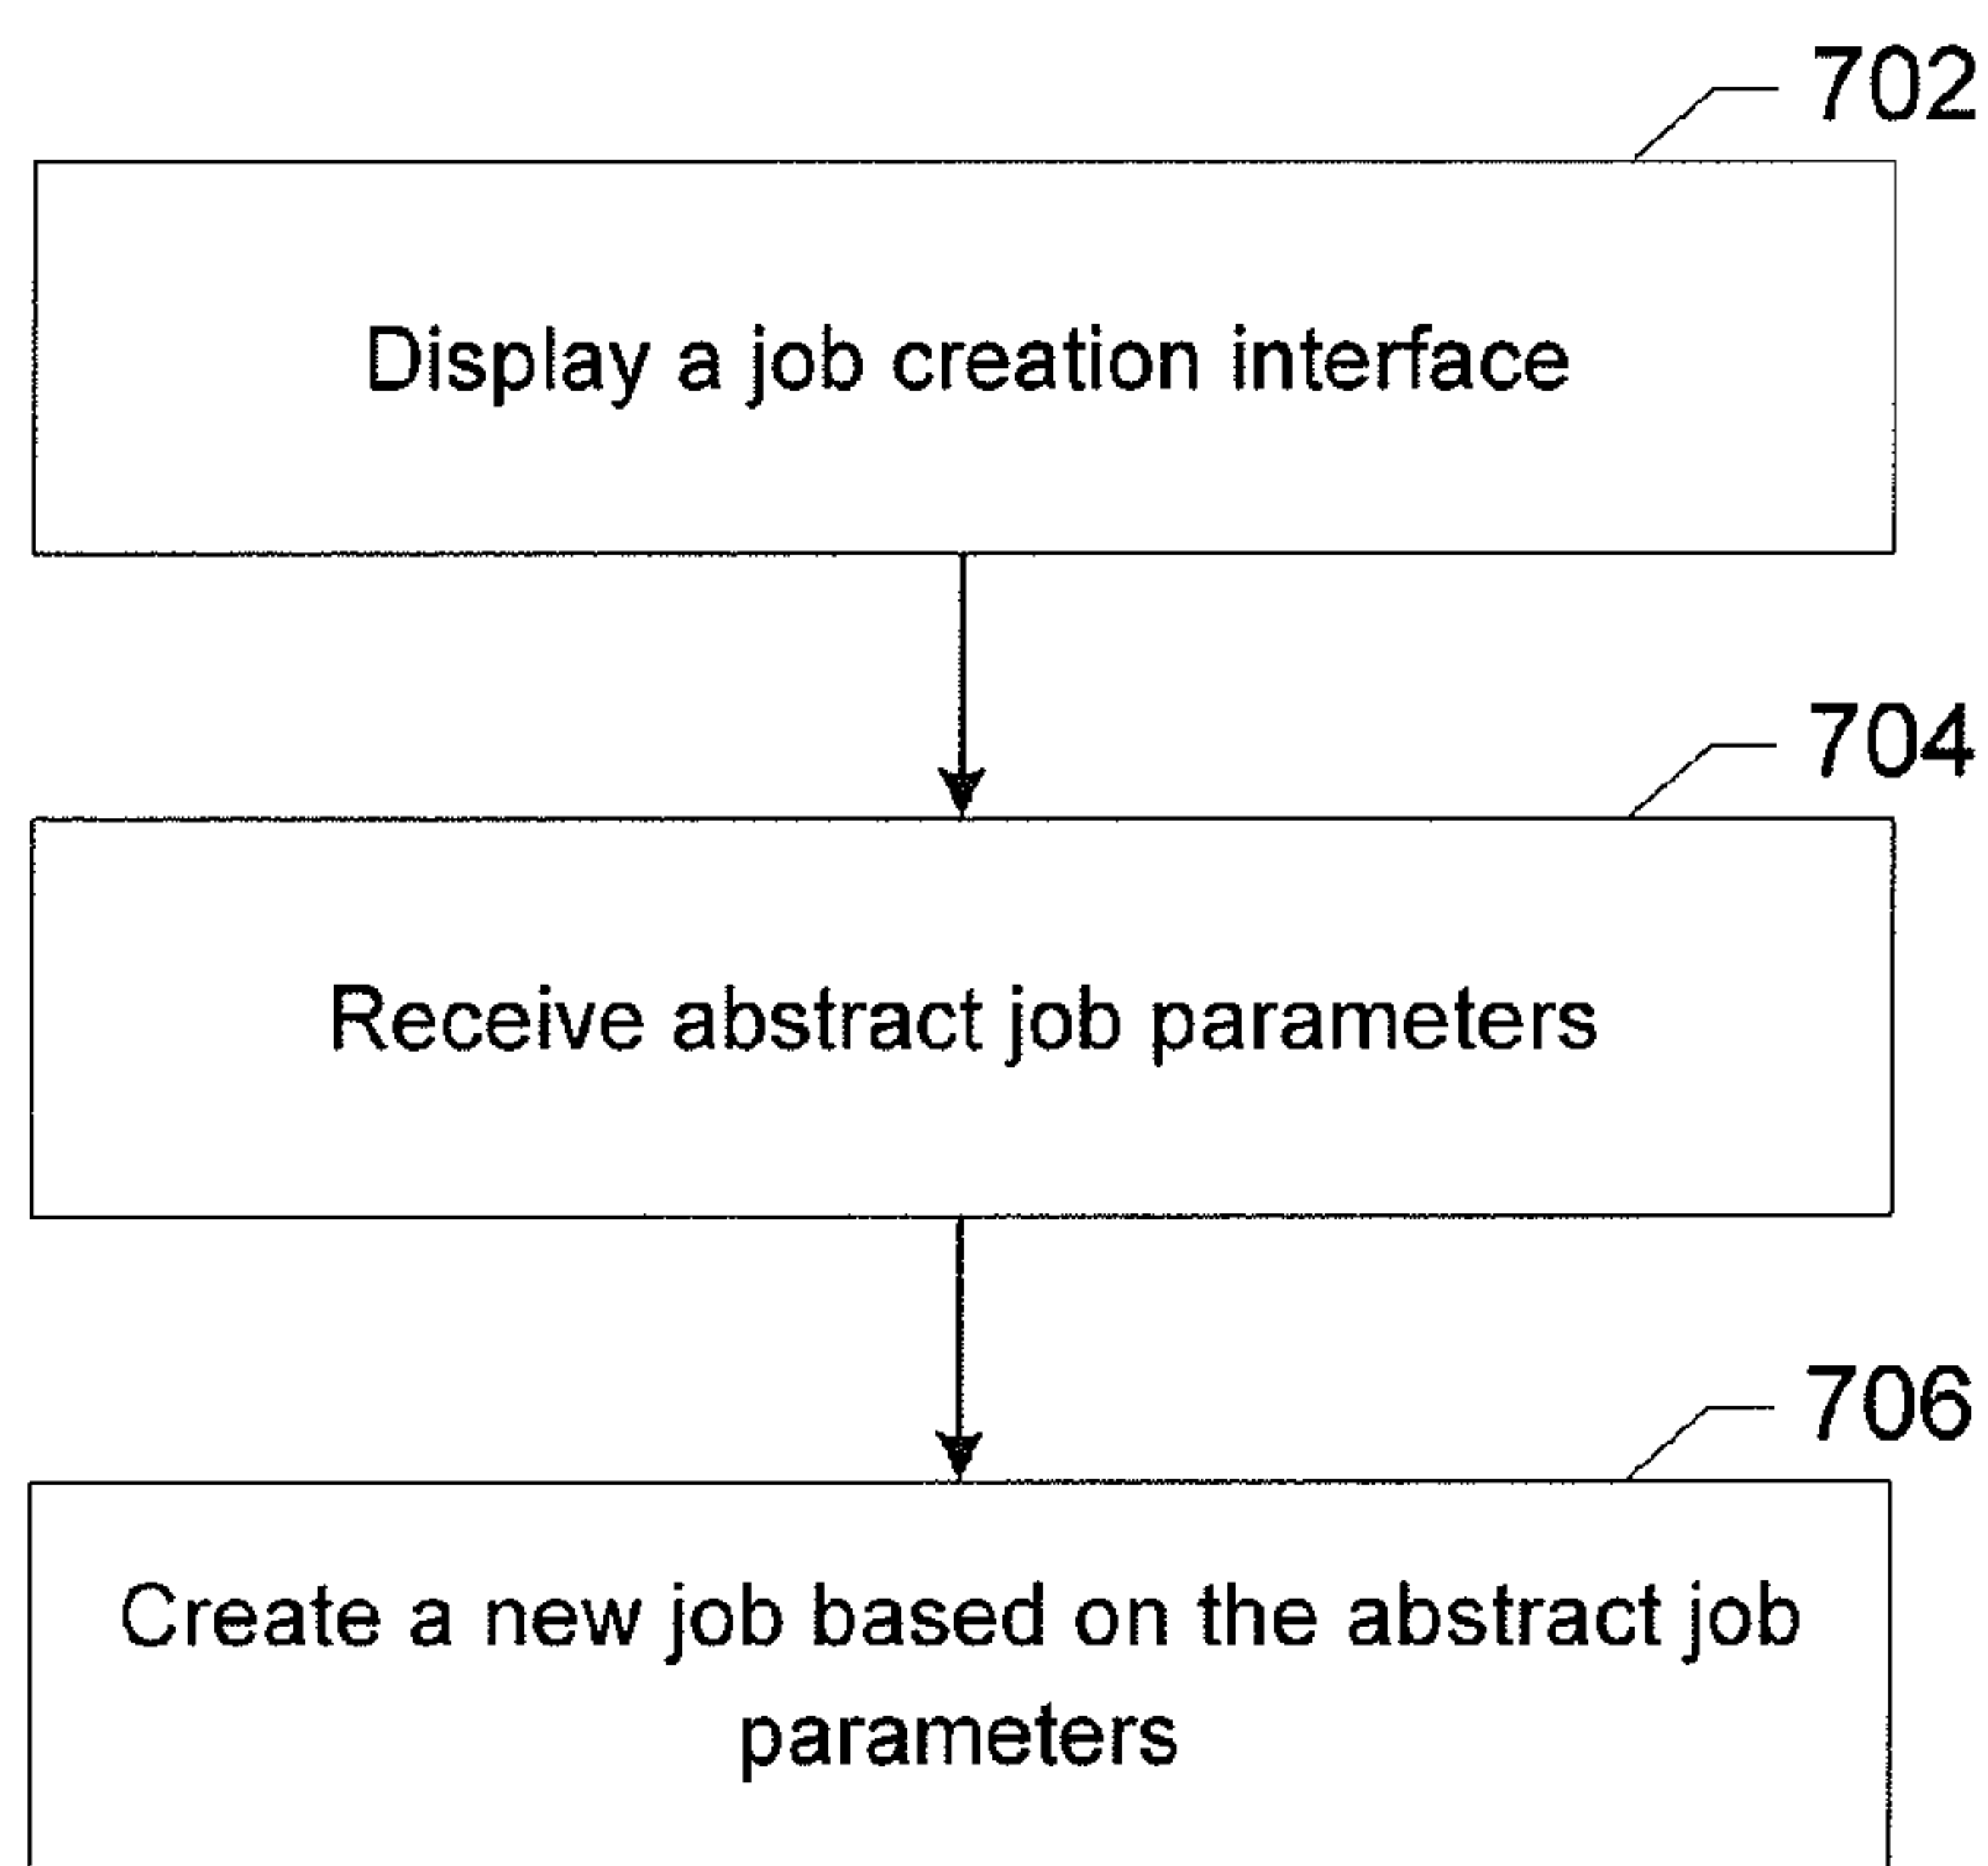 702
Display a job creation interface
704
Receive abstract job parameters
706
Create a new job based on the abstract job
parameters